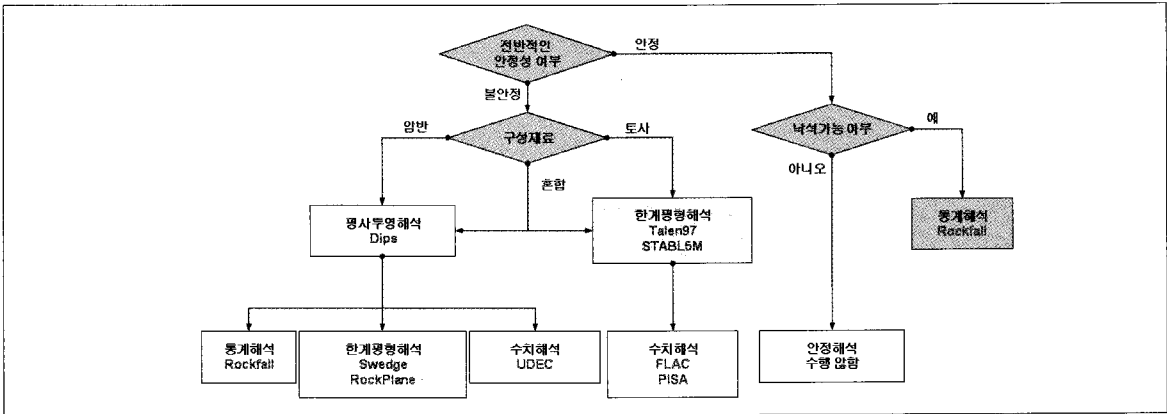 전반적인
안정성 여부
안정
불안정
암반
구성재료
토사
혼합
낙석가능 여부
예
아니오
평사투영해석
Dips
한계평형해석
Talen97
STABL5M
통계해석
Rockfall
통계해석
Rockfall
한계평형해석
Swedge
RockPlane
수치해석
UDEC
수치해석
FLAC
PISA
안정해석
수행 않함